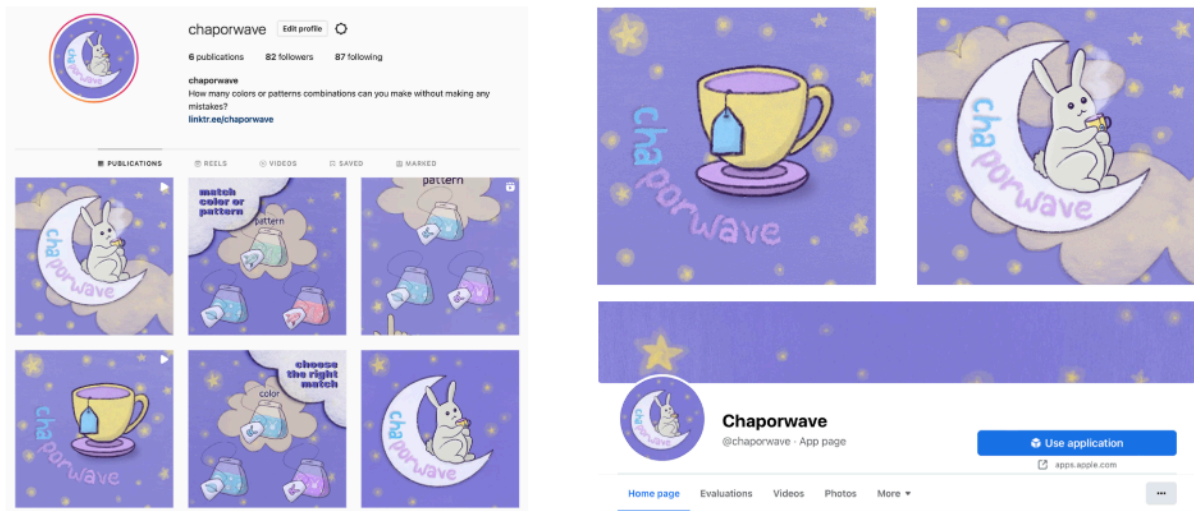 chaporwave Edit profile
6 publications 82 followers 87 following
chaporwave
How many colors or patterns combinations can you make without making any
mistakes?
linktr.ee/chaporwave
PUBLICATIONS REELS VIDEOS SAVED MARKED
chaporwave
match
color or
pattern
pattern
pattern
chaporwave
choose
the right
match
color
chaporwave
chaporwave
chaporwave
chaporwave
Chaporwave
@chaporwave · App page
Use application
apps.apple.com
Home page Evaluations Videos Photos More